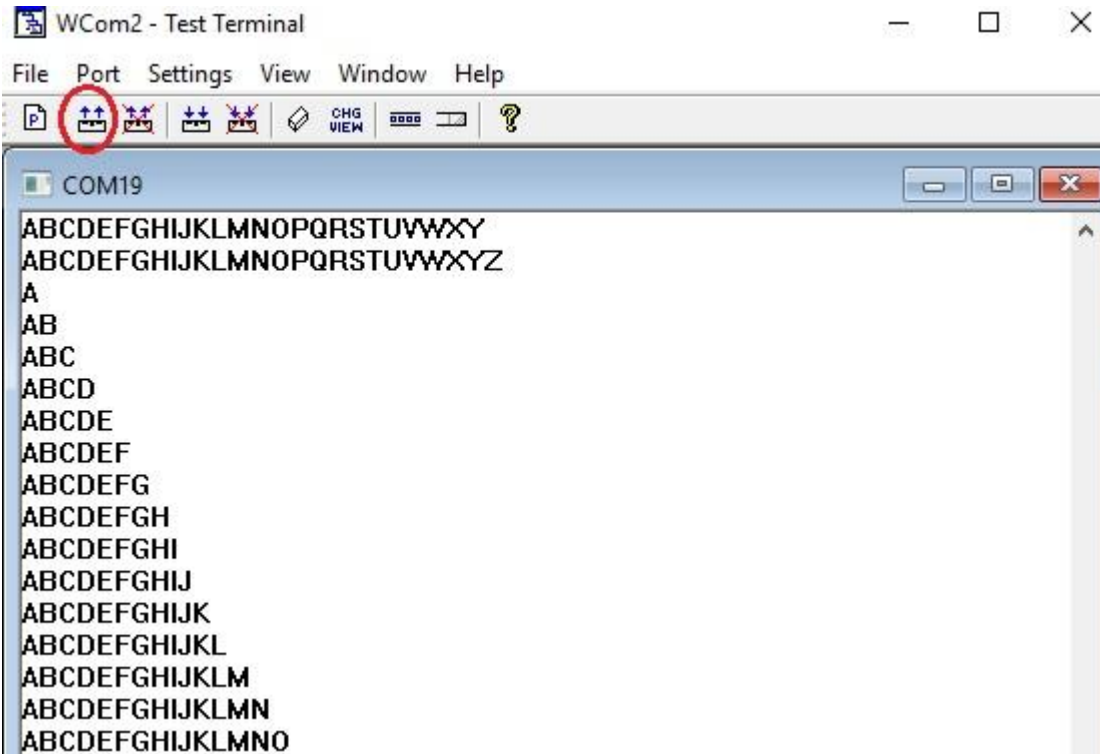 WCom2 - Test Terminal
File Port Settings View Window Help
P CHG VIEW ?
COM19
ABCDEFGHIJKLMNOPQRSTUVWXY
ABCDEFGHIJKLMNOPQRSTUVWXYZ
A
AB
ABC
ABCD
ABCDE
ABCDEF
ABCDEFG
ABCDEFGH
ABCDEFGHI
ABCDEFGHIJ
ABCDEFGHIJK
ABCDEFGHIJKL
ABCDEFGHIJKLM
ABCDEFGHIJKLMN
ABCDEFGHIJKLMNO